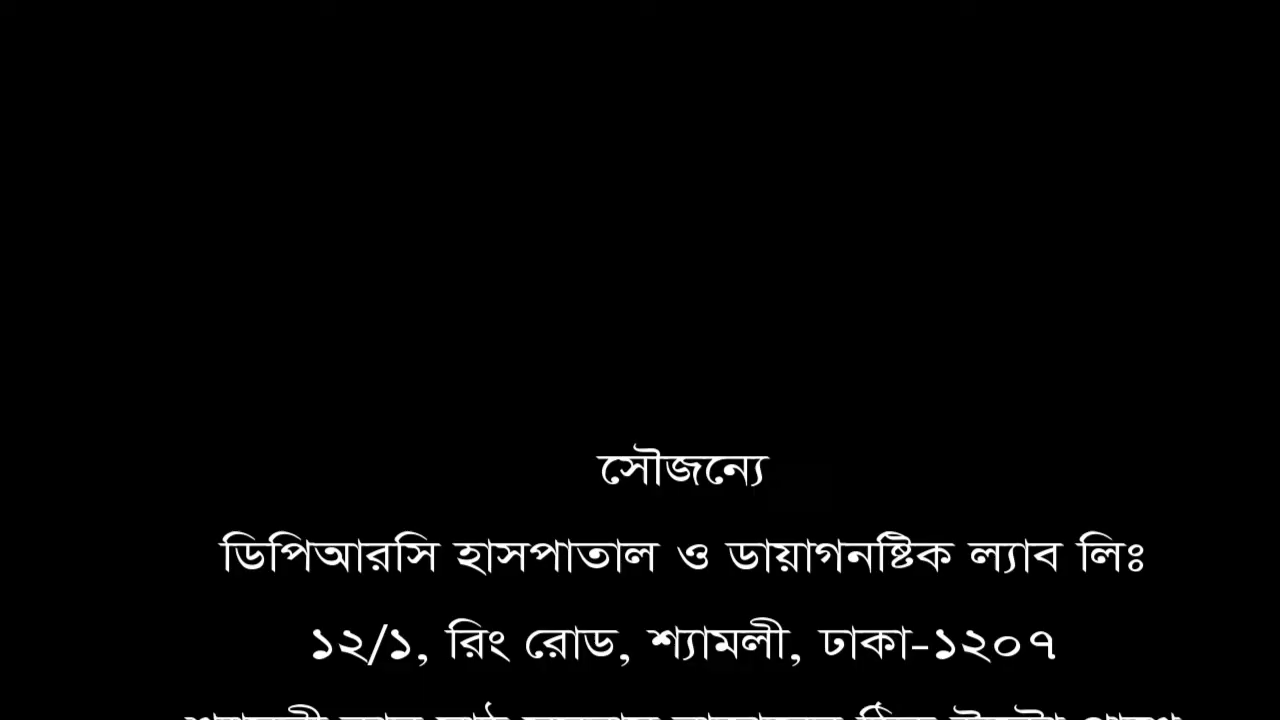 সৌজন্যে
ডিপিআরসি হাসপাতাল ও ডায়াগনষ্টিক ল্যাব লিঃ
১২/১, রিং রোড, শ্যামলী, ঢাকা-১২০৭